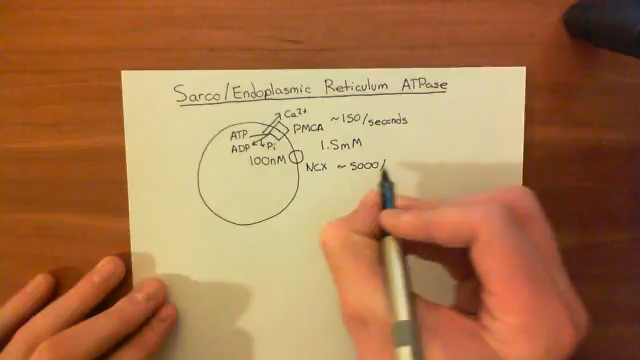 Sarco/Endoplasmic Reticulum ATPase
Ca²⁺
ATP
PMCA ~150/seconds
ADP
Pi
1.5mM
100nM
NCX ~5000/